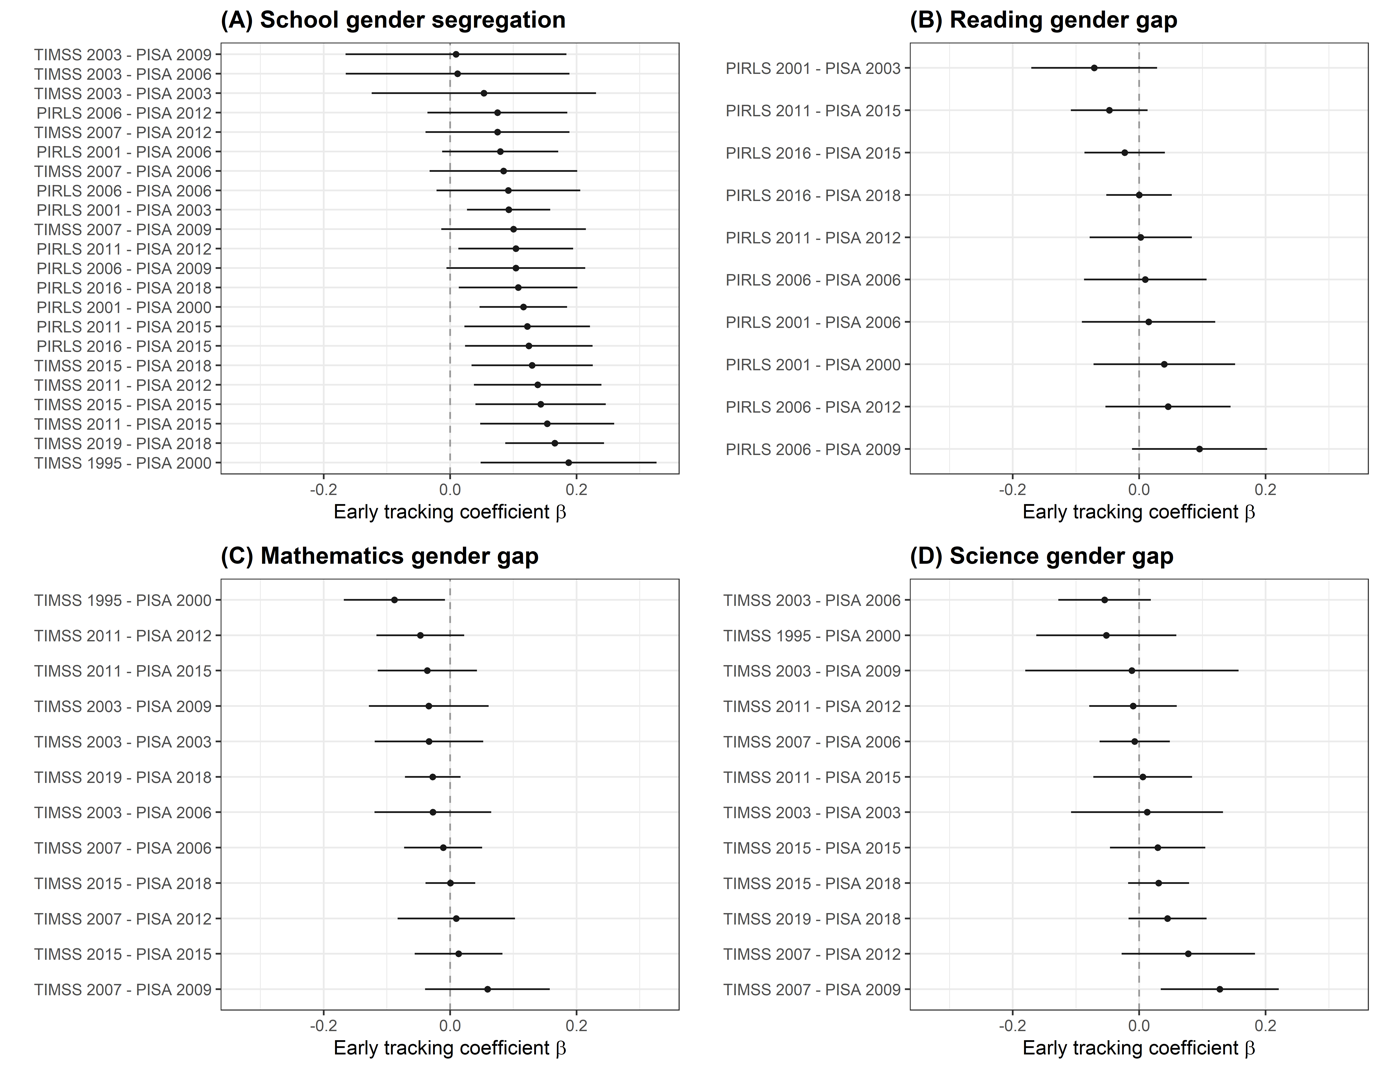 (A) School gender segregation
TIMSS 2003 - PISA 2009
TIMSS 2003 - PISA 2006
TIMSS 2003 - PISA 2003
PIRLS 2006 - PISA 2012
TIMSS 2007 - PISA 2012
PIRLS 2001 - PISA 2006
TIMSS 2007 - PISA 2006
PIRLS 2006 - PISA 2006
PIRLS 2001 - PISA 2003
TIMSS 2007 - PISA 2009
PIRLS 2011 - PISA 2012
PIRLS 2006 - PISA 2009
PIRLS 2016 - PISA 2018
PIRLS 2001 - PISA 2000
PIRLS 2011 - PISA 2015
PIRLS 2016 - PISA 2015
TIMSS 2015 - PISA 2018
TIMSS 2011 - PISA 2012
TIMSS 2015 - PISA 2015
TIMSS 2011 - PISA 2015
TIMSS 2019 - PISA 2018
TIMSS 1995 - PISA 2000
-0.2 0.0 0.2
Early tracking coefficient β
(B) Reading gender gap
PIRLS 2001 - PISA 2003
PIRLS 2011 - PISA 2015
PIRLS 2016 - PISA 2015
PIRLS 2016 - PISA 2018
PIRLS 2011 - PISA 2012
PIRLS 2006 - PISA 2006
PIRLS 2001 - PISA 2006
PIRLS 2001 - PISA 2000
PIRLS 2006 - PISA 2012
PIRLS 2006 - PISA 2009
-0.2 0.0 0.2
Early tracking coefficient β
(C) Mathematics gender gap
TIMSS 1995 - PISA 2000
TIMSS 2011 - PISA 2012
TIMSS 2011 - PISA 2015
TIMSS 2003 - PISA 2009
TIMSS 2003 - PISA 2003
TIMSS 2019 - PISA 2018
TIMSS 2003 - PISA 2006
TIMSS 2007 - PISA 2006
TIMSS 2015 - PISA 2018
TIMSS 2007 - PISA 2012
TIMSS 2015 - PISA 2015
TIMSS 2007 - PISA 2009
-0.2 0.0 0.2
Early tracking coefficient β
(D) Science gender gap
TIMSS 2003 - PISA 2006
TIMSS 1995 - PISA 2000
TIMSS 2003 - PISA 2009
TIMSS 2011 - PISA 2012
TIMSS 2007 - PISA 2006
TIMSS 2011 - PISA 2015
TIMSS 2003 - PISA 2003
TIMSS 2015 - PISA 2015
TIMSS 2015 - PISA 2018
TIMSS 2019 - PISA 2018
TIMSS 2007 - PISA 2012
TIMSS 2007 - PISA 2009
-0.2 0.0 0.2
Early tracking coefficient β